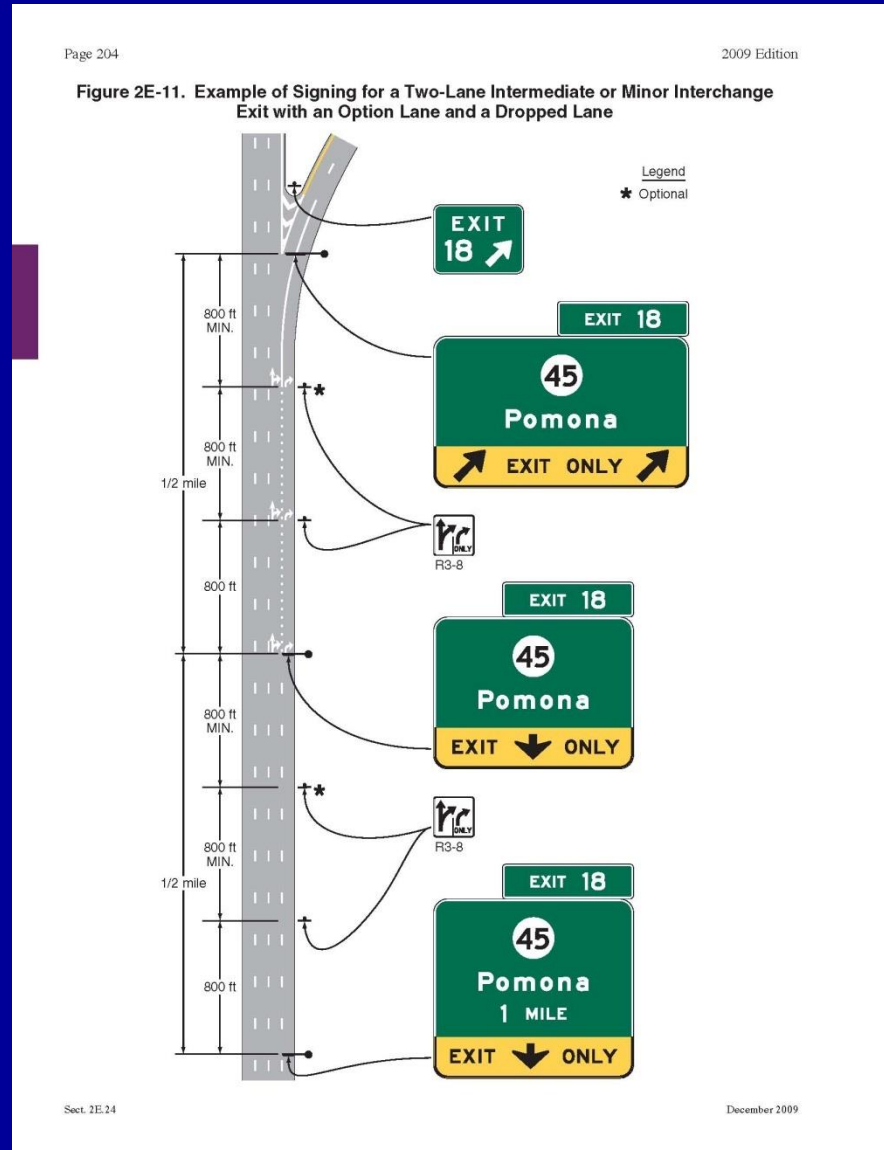 Page 204
2009 Edition
Figure 2E-11. Example of Signing for a Two-Lane Intermediate or Minor Interchange
Exit with an Option Lane and a Dropped Lane
Legend
* Optional
EXIT
18
800 ft
MIN.
EXIT 18
45
Pomona
EXIT ONLY
*
800 ft
MIN.
1/2 mile
ONLY
R3-8
800 ft
EXIT 18
45
Pomona
EXIT ONLY
800 ft
MIN.
*
ONLY
R3-8
800 ft
MIN.
1/2 mile
EXIT 18
45
Pomona
1 MILE
EXIT ONLY
800 ft
Sect. 2E.24
December 2009